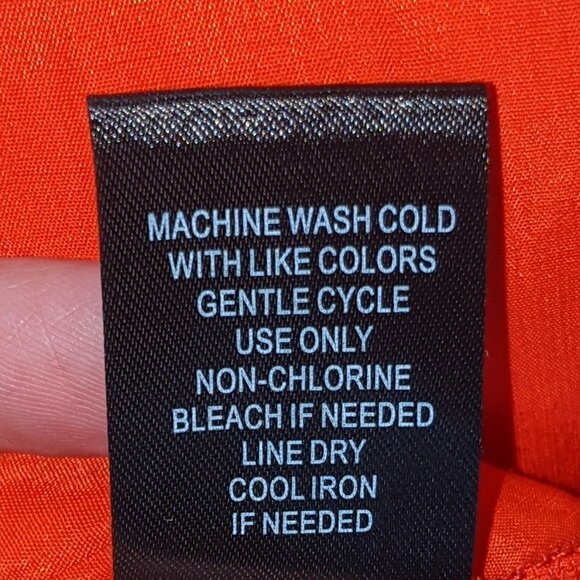 MACHINE WASH COLD
WITH LIKE COLORS
GENTLE CYCLE
USE ONLY
NON-CHLORINE
BLEACH IF NEEDED
LINE DRY
COOL IRON
IF NEEDED